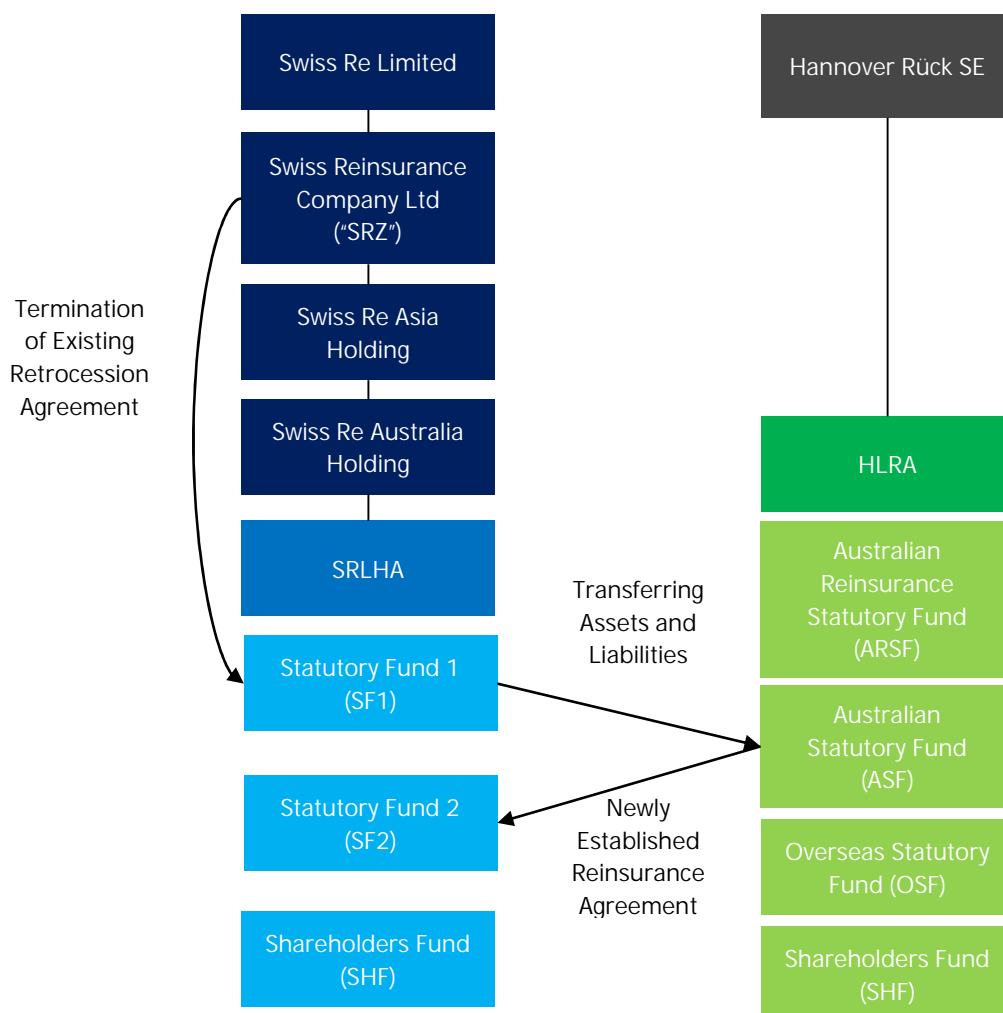 Swiss Re Limited
Hannover Rück SE
Swiss Reinsurance
Company Ltd
(“SRZ”)
Termination
of Existing
Retrocession
Agreement
Swiss Re Asia
Holding
Swiss Re Australia
Holding
HLRA
SRLHA
Transferring
Assets and
Liabilities
Australian
Reinsurance
Statutory Fund
(ARSF)
Statutory Fund 1
(SF1)
Australian
Statutory Fund
(ASF)
Statutory Fund 2
(SF2)
Newly
Established
Reinsurance
Agreement
Overseas Statutory
Fund (OSF)
Shareholders Fund
(SHF)
Shareholders Fund
(SHF)